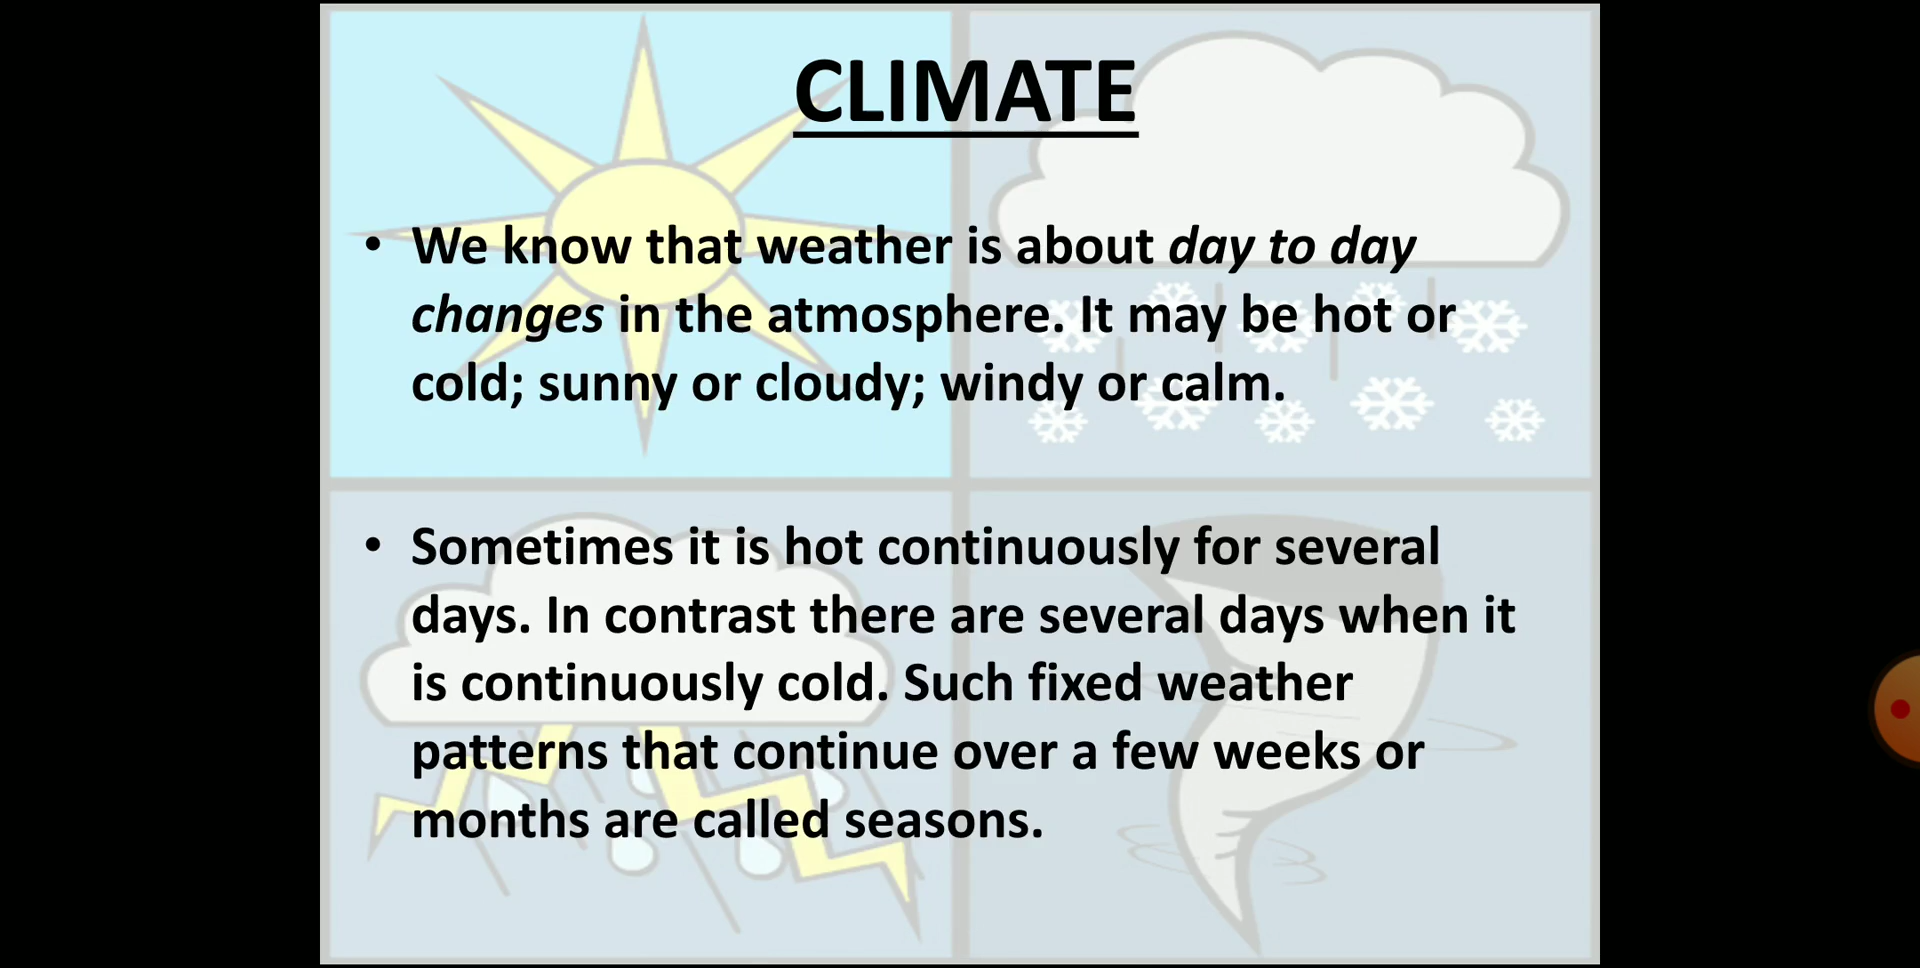 CLIMATE
• We know that weather is about day to day
changes in the atmosphere. It may be hot or
cold; sunny or cloudy; windy or calm.
• Sometimes it is hot continuously for several
days. In contrast there are several days when it
is continuously cold. Such fixed weather
patterns that continue over a few weeks or
months are called seasons.